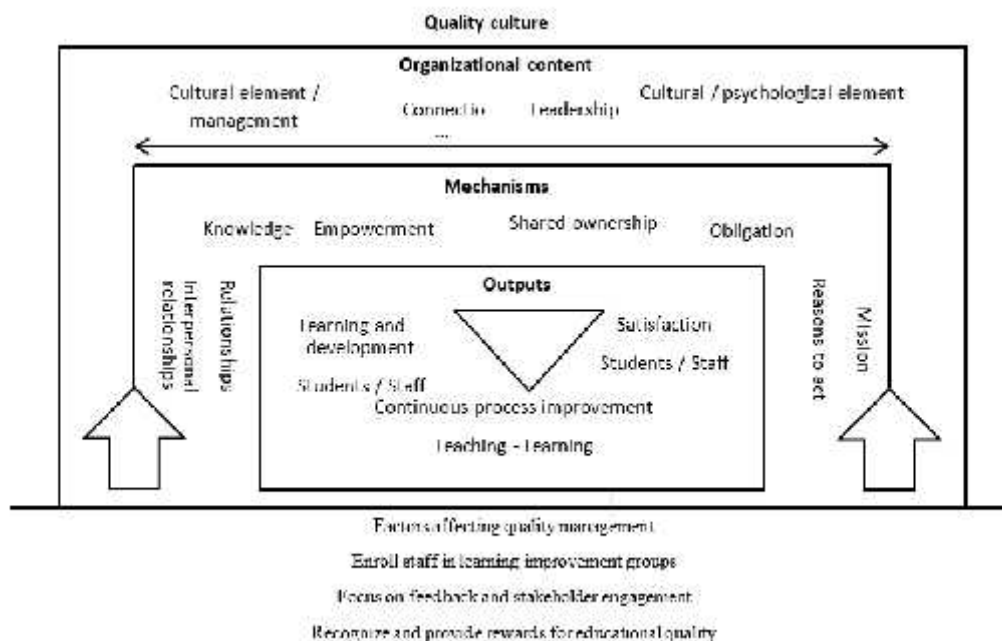 Quality culture
Organizational content
Cultural element /
management
Connectio
...
Leadership
Cultural / psychological element
Mechanisms
Knowledge
Empowerment
Shared ownership
Obligation
Interpersonal
relationships
Relationships
Reasons to act
Mission
Outputs
Learning and
development
Students / Staff
Satisfaction
Students / Staff
Continuous process improvement
Teaching - Learning
Factors affecting quality management
Enroll staff in learning improvement groups
Focus on feedback and stakeholder engagement
Recognize and provide rewards for educational quality